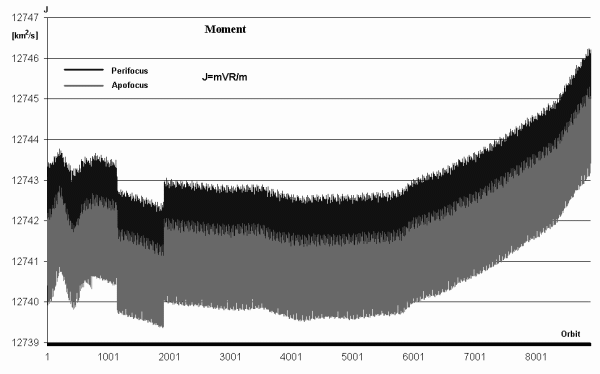 J
12747
Moment
[km²/s]
12746
Perifocus
J=mVR/m
Apofocus
12745
12744
12743
12742
12741
12740
Orbit
12739
1 1001 2001 3001 4001 5001 6001 7001 8001